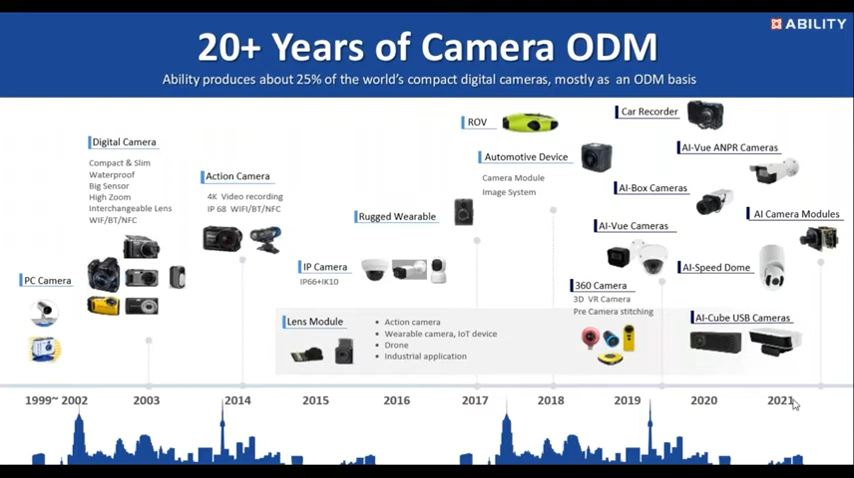 ABILITY
20+ Years of Camera ODM
Ability produces about 25% of the world's compact digital cameras, mostly as an ODM basis
PC Camera
Digital Camera
Compact & Slim
Waterproof
Big Sensor
High Zoom
Interchangeable Lens
WIF/BT/NFC
Action Camera
4K Video recording
IP 68 WIFI/BT/NFC
IP Camera
IP66+IK10
Rugged Wearable
Lens Module
• Action camera
• Wearable camera, IoT device
• Drone
• Industrial application
ROV
Automotive Device
Camera Module
Image System
Car Recorder
AI-Vue ANPR Cameras
AI-Box Cameras
AI Camera Modules
AI-Vue Cameras
AI-Speed Dome
360 Camera
3D VR Camera
Pre Camera stitching
AI-Cube USB Cameras
1999~ 2002
2003
2014
2015
2016
2017
2018
2019
2020
2021